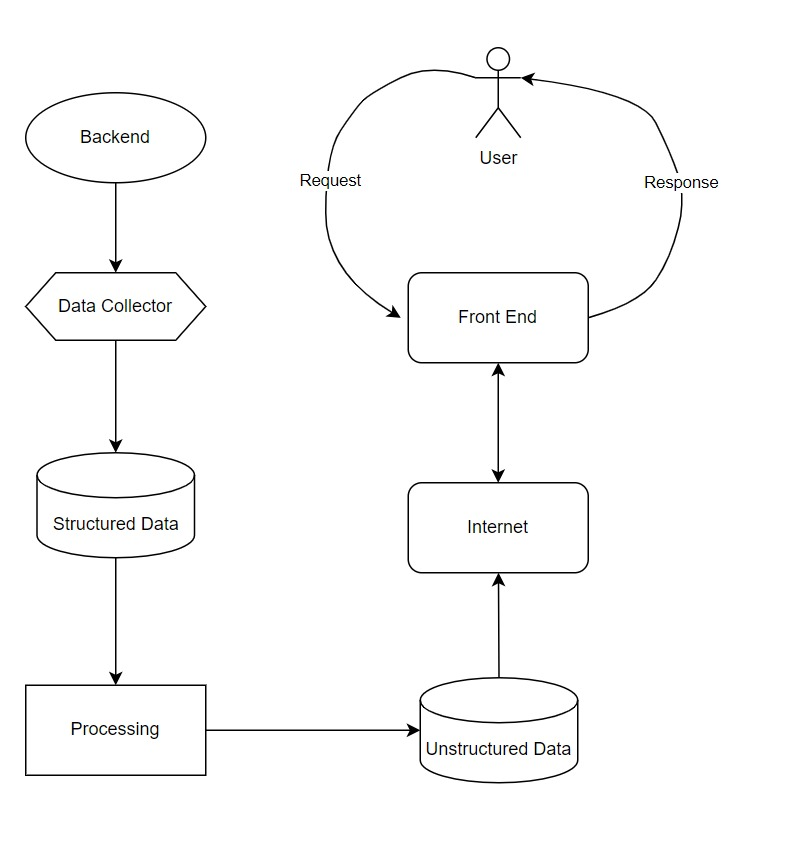 User
Backend
Request
Response
Data Collector
Front End
Structured Data
Internet
Processing
Unstructured Data